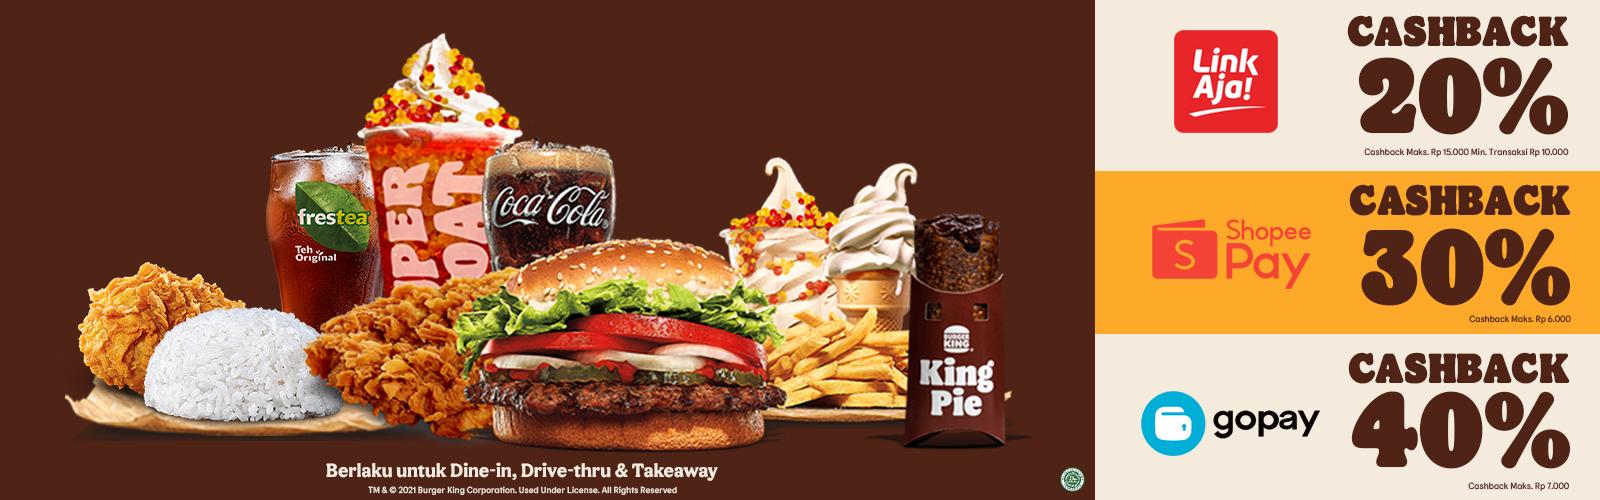 frestea
Teh
Original
PER
OAT
Coca-Cola
BURGER
KING
King
Pie
Berlaku untuk Dine-in, Drive-thru & Takeaway
TM & © 2021 Burger King Corporation. Used Under License. All Rights Reserved
Link
Aja!
CASHBACK
20%
Cashback Maks. Rp 15.000 Min. Transaksi Rp 10.000
S
Shopee
Pay
CASHBACK
30%
Cashback Maks. Rp 6.000
gopay
CASHBACK
40%
Cashback Maks. Rp 7.000